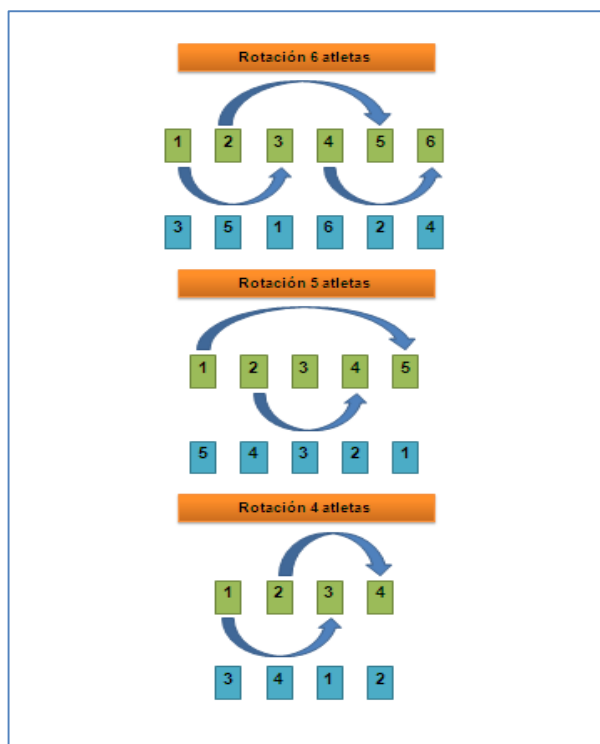 Rotación 6 atletas
1 2 3 4 5 6
3 5 1 6 2 4
Rotación 5 atletas
1 2 3 4 5
5 4 3 2 1
Rotación 4 atletas
1 2 3 4
3 4 1 2